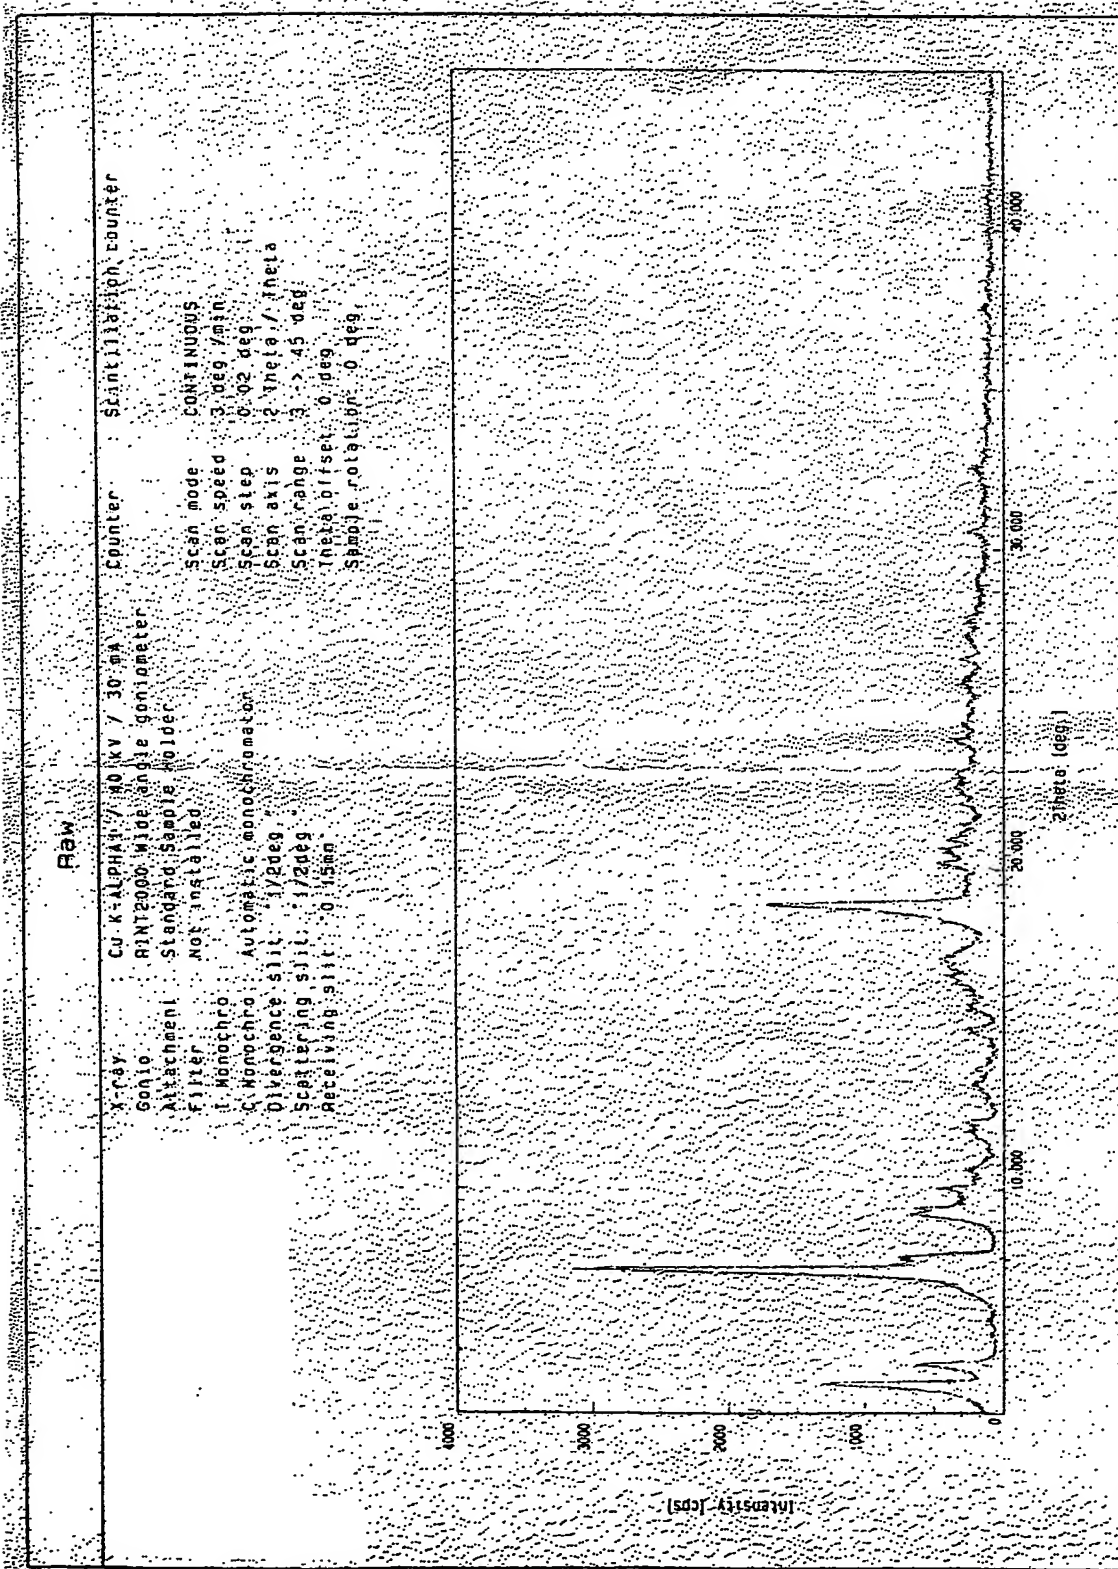 Raw
X-ray : Cu K-ALPHA1 / 40 kV / 30 mA
Gonio : RINT2000 Wide angle goniometer
Attachment : Standard Sample Holder
Filter : Not installed
I. Monochro :
C. Monochro : Automatic monochromator
Divergence slit : 1/2deg.
Scattering slit : 1/2deg.
Receiving slit : 0.15mm
Counter : Scintillation counter
Scan mode : CONTINUOUS
Scan speed : 3 deg /min
Scan step : 0.02 deg
Scan axis : 2 Theta / Theta
Scan range : 3 -> 45 deg
Theta offset : 0 deg
Sample rotation : 0 deg
4000
3000
2000
1000
0
Intensity [cps]
10.000
20.000
30.000
40.000
2Theta [deg.]